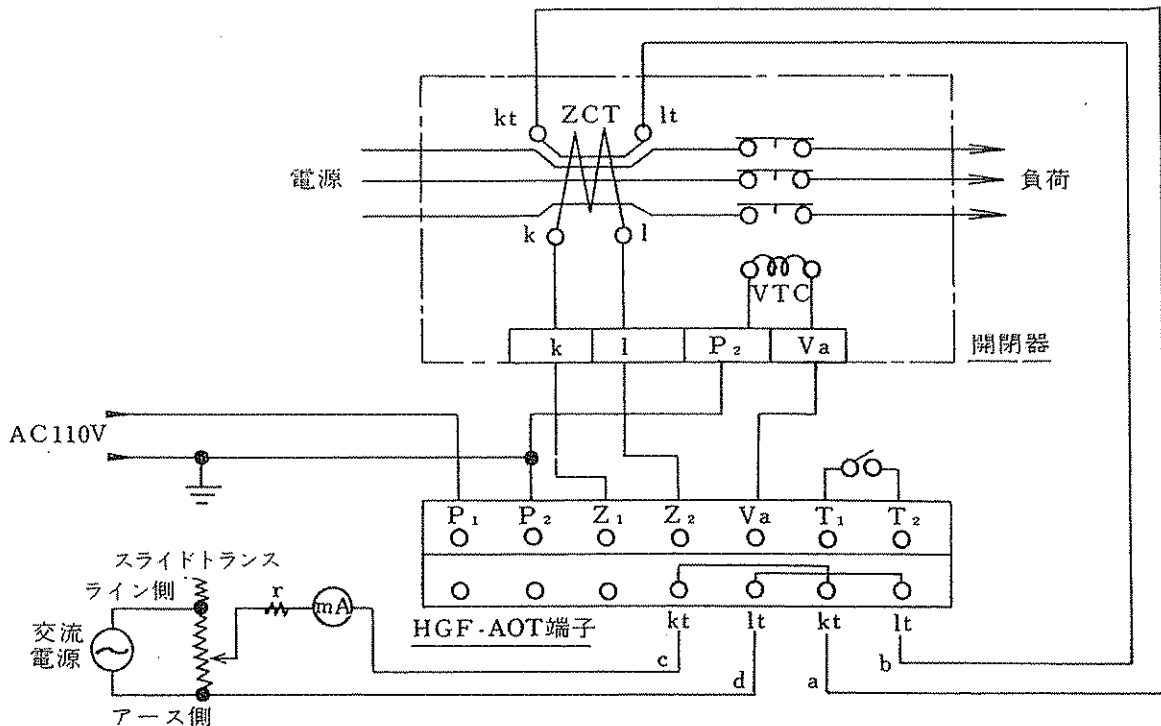 kt ZCT lt
電源
負荷
k l
VTC
k l P₂ Va
開閉器
AC110V
P₁ P₂ Z₁ Z₂ Va T₁ T₂
スライドトランス
ライン側
r mA
kt lt kt lt
HGF-AOT端子
交流
電源
c b
d a
アース側